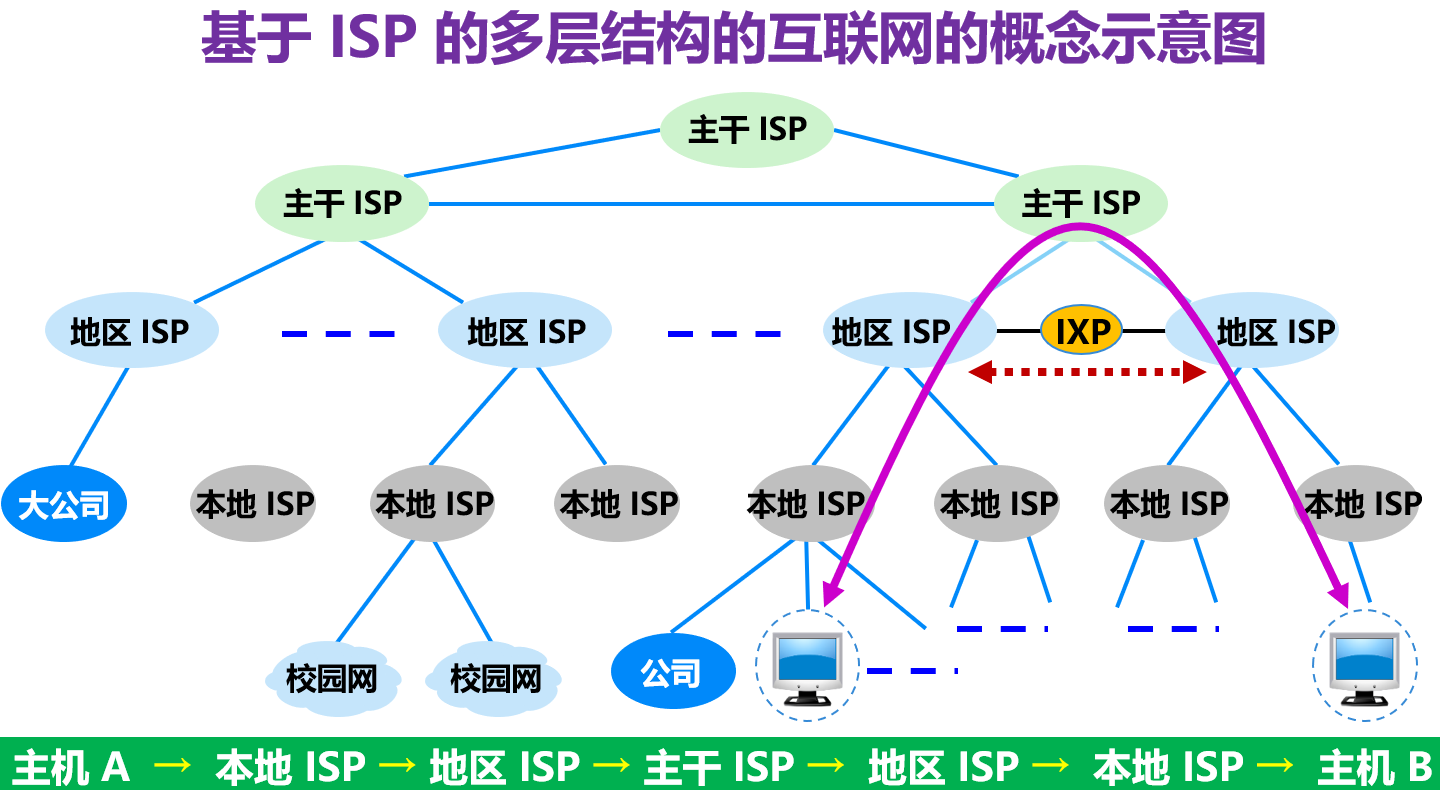 基于 ISP 的多层结构的互联网的概念示意图
主干 ISP
主干 ISP
主干 ISP
地区 ISP
地区 ISP
地区 ISP
IXP
地区 ISP
大公司
本地 ISP
本地 ISP
本地 ISP
本地 ISP
本地 ISP
本地 ISP
本地 ISP
校园网
校园网
公司
主机 A → 本地 ISP → 地区 ISP → 主干 ISP → 地区 ISP → 本地 ISP → 主机 B